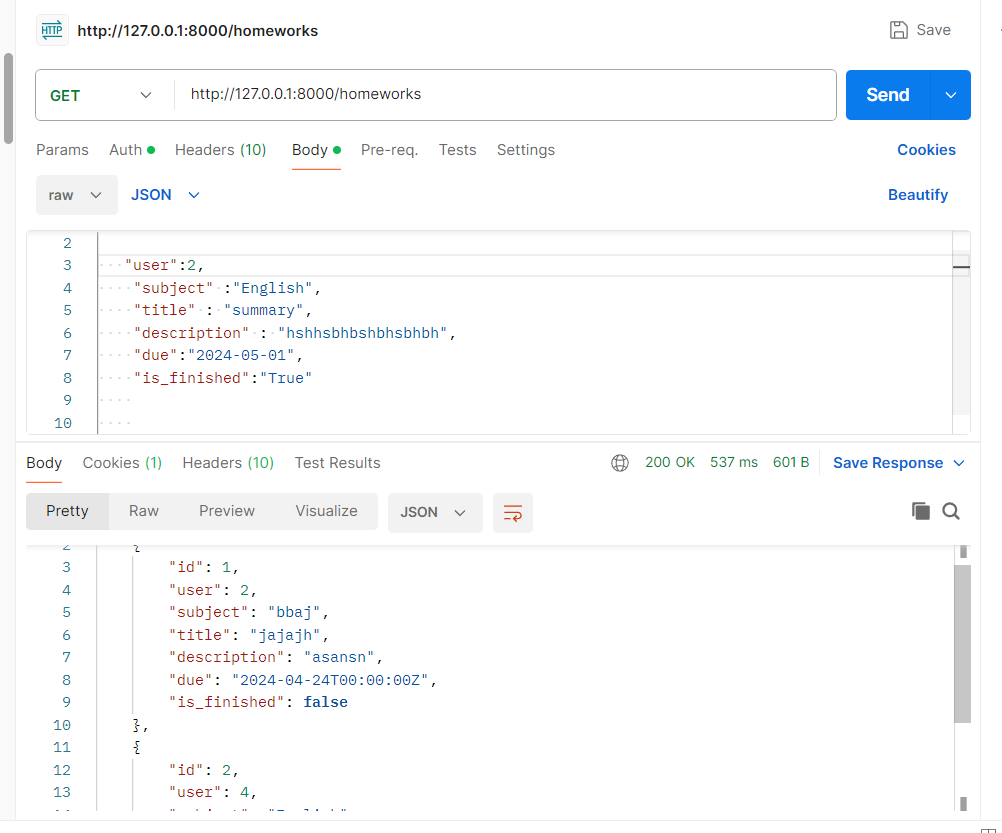 HTTP http://127.0.0.1:8000/homeworks Save
GET http://127.0.0.1:8000/homeworks Send
Params Auth Headers (10) Body Pre-req. Tests Settings Cookies
raw JSON Beautify
2
3 "user":2,
4 "subject" :"English",
5 "title" : "summary",
6 "description" : "hshhsbhbshbhsbhbh",
7 "due":"2024-05-01",
8 "is_finished":"True"
9
10
Body Cookies (1) Headers (10) Test Results 200 OK 537 ms 601 B Save Response
Pretty Raw Preview Visualize JSON
2 {
3 "id": 1,
4 "user": 2,
5 "subject": "bbaj",
6 "title": "jajajh",
7 "description": "asansn",
8 "due": "2024-04-24T00:00:00Z",
9 "is_finished": false
10 },
11 {
12 "id": 2,
13 "user": 4,